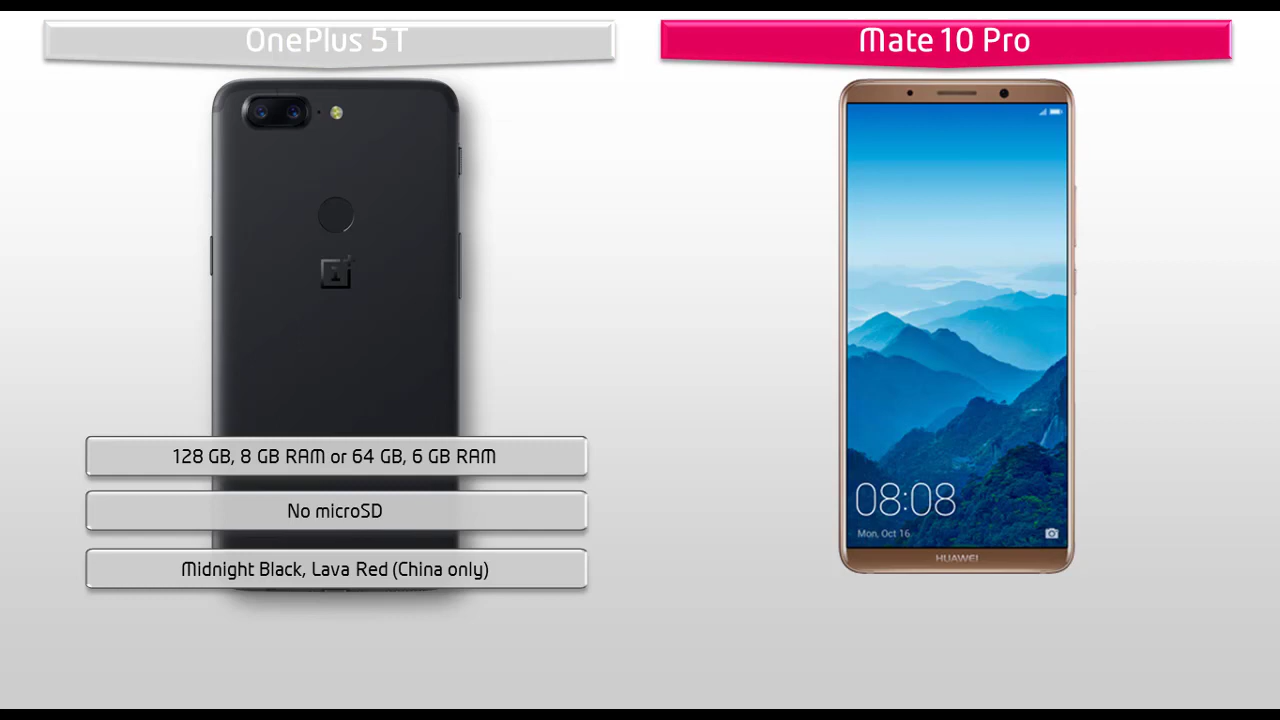 OnePlus 5T
Mate 10 Pro
128 GB, 8 GB RAM or 64 GB, 6 GB RAM
No microSD
Midnight Black, Lava Red (China only)
08:08
Mon, Oct 16
HUAWEI